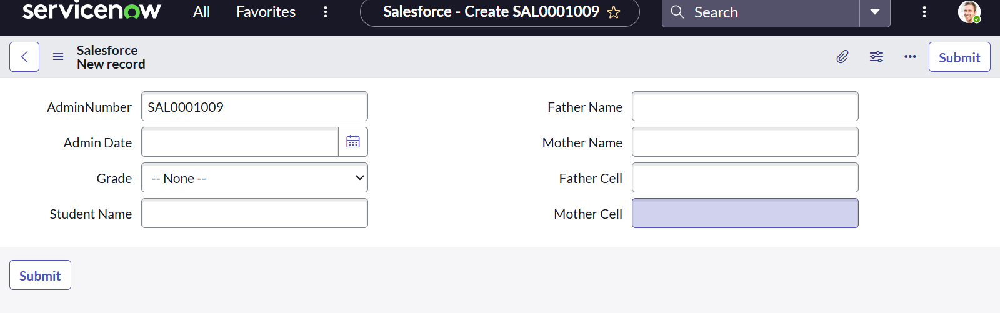 servicenow All Favorites Salesforce - Create SAL0001009 Search
Salesforce
New record
Submit
AdminNumber SAL0001009
Admin Date
Grade -- None --
Student Name
Father Name
Mother Name
Father Cell
Mother Cell
Submit